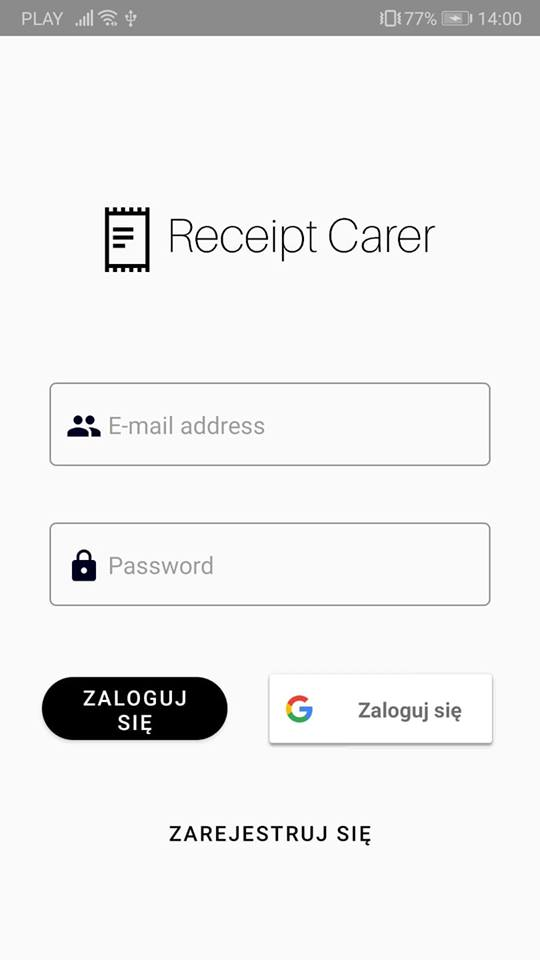 PLAY 77% 14:00
Receipt Carer
E-mail address
Password
ZALOGUJ
SIĘ
Zaloguj się
ZAREJESTRUJ SIĘ